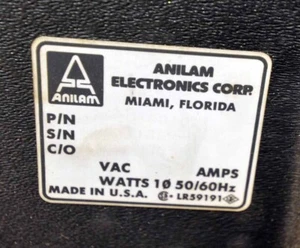 ANILAM
ANILAM
ELECTRONICS CORP.
MIAMI, FLORIDA
P/N
S/N
C/O
VAC AMPS
WATTS 1Ø 50/60Hz
MADE IN U.S.A. LR59191